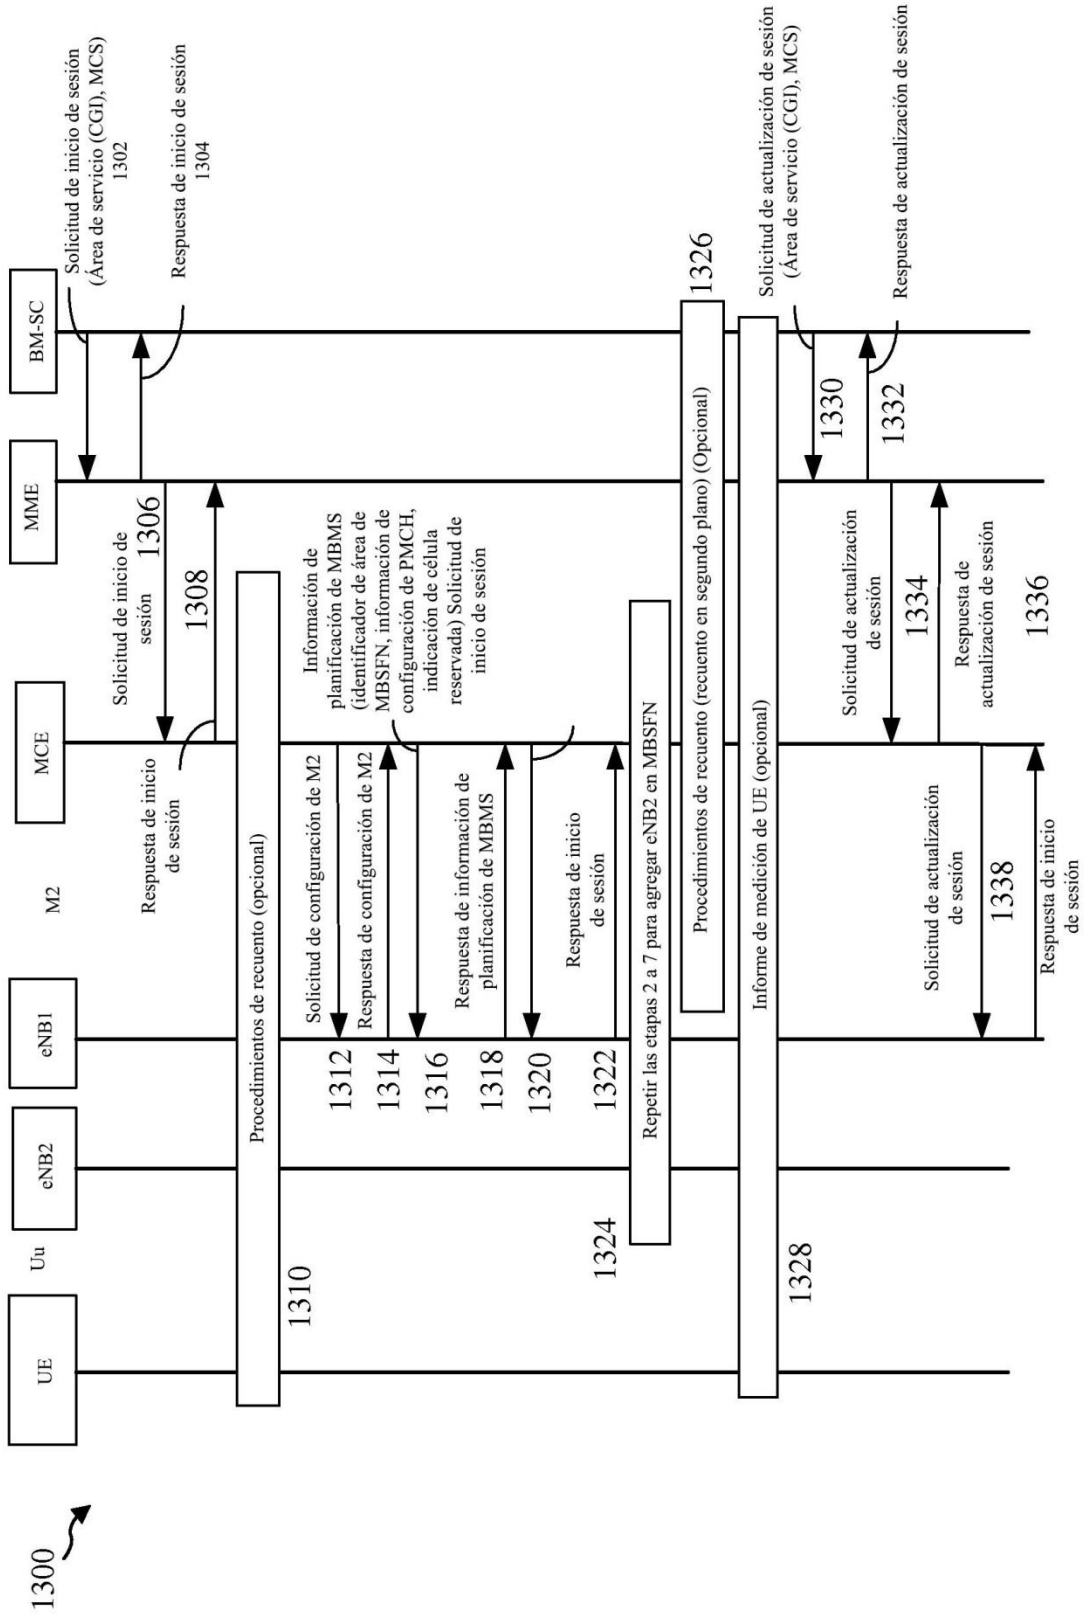 1300
UE
Uu
eNB2
eNB1
M2
MCE
MME
BM-SC
Solicitud de inicio de sesión
(Área de servicio (CGI), MCS)
1302
Respuesta de inicio de sesión
1304
1306
Solicitud de inicio de
sesión
1308
Respuesta de inicio
de sesión
Procedimientos de recuento (opcional)
1310
Solicitud de configuración de M2
1312
Respuesta de configuración de M2
1314
Información de
planificación de MBMS
(identificador de área de
MBSFN, información de
configuración de PMCH,
indicación de célula
reservada) Solicitud de
inicio de sesión
1316
Respuesta de información de
planificación de MBMS
1318
1320
Respuesta de inicio
de sesión
1322
1324
Repetir las etapas 2 a 7 para agregar eNB2 en MBSFN
Procedimientos de recuento (recuento en segundo plano) (Opcional)
1326
Informe de medición de UE (opcional)
1328
Solicitud de actualización de sesión
(Área de servicio (CGI), MCS)
1330
Respuesta de actualización de sesión
1332
Solicitud de actualización
de sesión
1334
Respuesta de
actualización de sesión
1336
Solicitud de actualización
de sesión
1338
Respuesta de inicio
de sesión